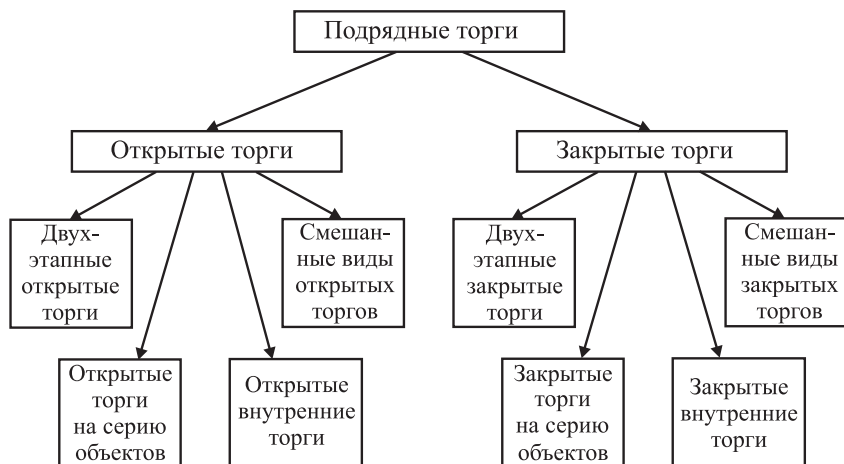 Подрядные торги
Открытые торги
Закрытые торги
Двух-
этапные
открытые
торги
Смешан-
ные виды
открытых
торгов
Двух-
этапные
закрытые
торги
Смешан-
ные виды
закрытых
торгов
Открытые
торги
на серию
объектов
Открытые
внутренние
торги
Закрытые
торги
на серию
объектов
Закрытые
внутренние
торги